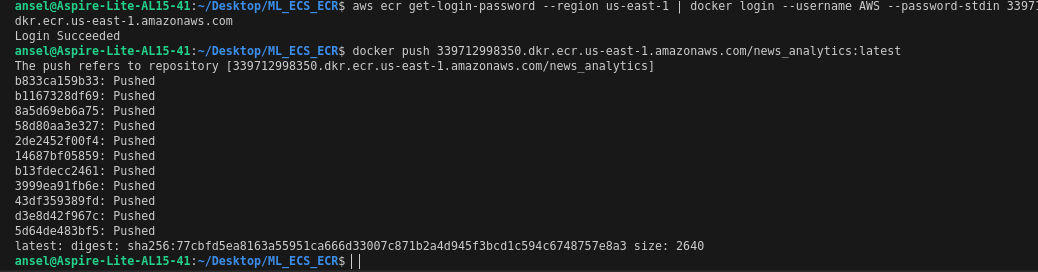 ansel@Aspire-Lite-AL15-41:~/Desktop/ML_ECS_ECR$ aws ecr get-login-password --region us-east-1 | docker login --username AWS --password-stdin 33971
dkr.ecr.us-east-1.amazonaws.com
Login Succeeded
ansel@Aspire-Lite-AL15-41:~/Desktop/ML_ECS_ECR$ docker push 339712998350.dkr.ecr.us-east-1.amazonaws.com/news_analytics:latest
The push refers to repository [339712998350.dkr.ecr.us-east-1.amazonaws.com/news_analytics]
b833ca159b33: Pushed
b1167328df69: Pushed
8a5d69eb6a75: Pushed
58d80aa3e327: Pushed
2de2452f00f4: Pushed
14687bf05859: Pushed
b13fdecc2461: Pushed
3999ea91fb6e: Pushed
43df359389fd: Pushed
d3e8d42f967c: Pushed
5d64de483bf5: Pushed
latest: digest: sha256:77cbfd5ea8163a55951ca666d33007c871b2a4d945f3bcd1c594c6748757e8a3 size: 2640
ansel@Aspire-Lite-AL15-41:~/Desktop/ML_ECS_ECR$